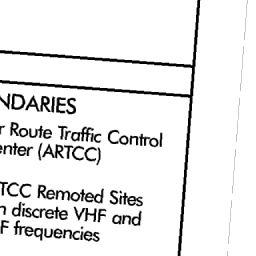 NDARIES
r Route Traffic Control
enter (ARTCC)
TCC Remoted Sites
n discrete VHF and
F frequencies